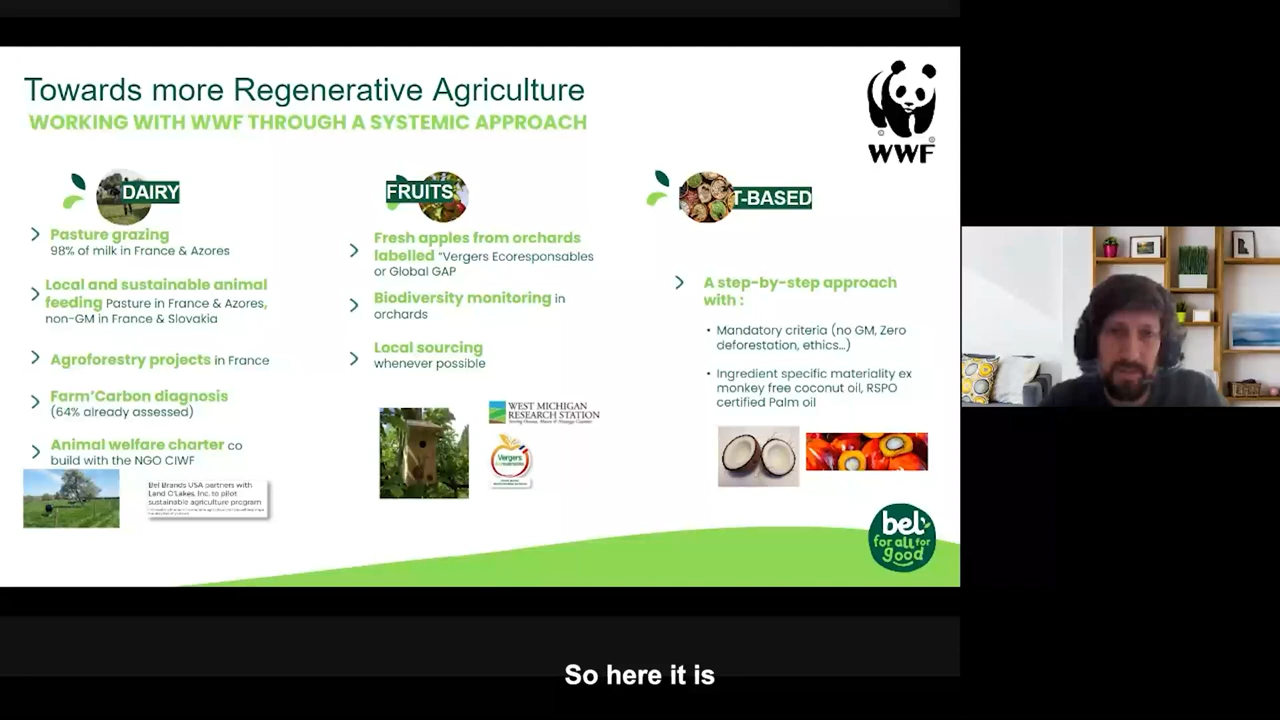 Towards more Regenerative Agriculture
WORKING WITH WWF THROUGH A SYSTEMIC APPROACH
WWF
DAIRY
Pasture grazing
98% of milk in France & Azores
Local and sustainable animal
feeding Pasture in France & Azores,
non-GM in France & Slovakia
Agroforestry projects in France
Farm'Carbon diagnosis
(64% already assessed)
Animal welfare charter co
build with the NGO CIWF
Bel Brands USA partners with
Land O'Lakes, Inc. to pilot
sustainable agriculture program
FRUITS
Fresh apples from orchards
labelled "Vergers Ecoresponsables
or Global GAP
Biodiversity monitoring in
orchards
Local sourcing
whenever possible
WEST MICHIGAN
RESEARCH STATION
Vergers
T-BASED
A step-by-step approach
with :
• Mandatory criteria (no GM, Zero
deforestation, ethics...)
• Ingredient specific materiality ex
monkey free coconut oil, RSPO
certified Palm oil
bel
for all for
good
So here it is